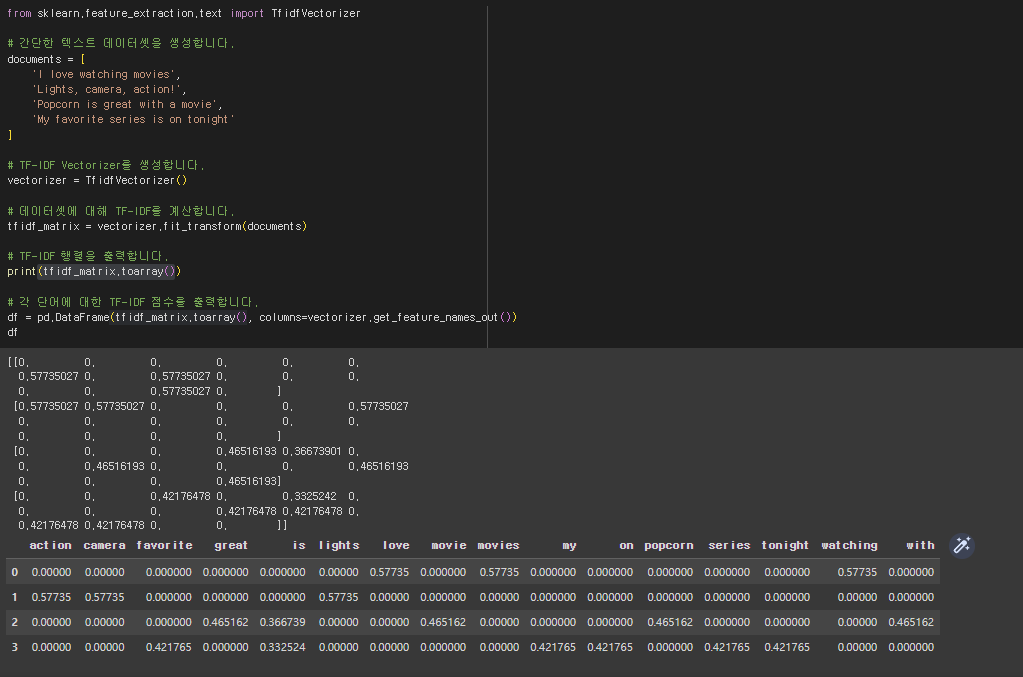 from sklearn.feature_extraction.text import TfidfVectorizer
# 간단한 텍스트 데이터셋을 생성합니다.
documents = [
'I love watching movies',
'Lights, camera, action!',
'Popcorn is great with a movie',
'My favorite series is on tonight'
]
# TF-IDF Vectorizer를 생성합니다.
vectorizer = TfidfVectorizer()
# 데이터셋에 대해 TF-IDF를 계산합니다.
tfidf_matrix = vectorizer.fit_transform(documents)
# TF-IDF 행렬을 출력합니다.
print(tfidf_matrix.toarray())
# 각 단어에 대한 TF-IDF 점수를 출력합니다.
df = pd.DataFrame(tfidf_matrix.toarray(), columns=vectorizer.get_feature_names_out())
df
[[0. 0. 0. 0. 0. 0.
0.57735027 0. 0.57735027 0. 0. 0.
0. 0. 0.57735027 0. ]
[0.57735027 0.57735027 0. 0. 0. 0.57735027
0. 0. 0. 0. 0. 0.
0. 0. 0. 0. ]
[0. 0. 0. 0.46516193 0.36673901 0.
0. 0.46516193 0. 0. 0. 0.46516193
0. 0. 0. 0.46516193]
[0. 0. 0.42176478 0. 0.3325242 0.
0. 0. 0. 0.42176478 0.42176478 0.
0.42176478 0.42176478 0. 0. ]]
action camera favorite great is lights love movie movies my on popcorn series tonight watching with
0 0.00000 0.00000 0.000000 0.000000 0.000000 0.00000 0.57735 0.000000 0.57735 0.000000 0.000000 0.000000 0.000000 0.000000 0.57735 0.000000
1 0.57735 0.57735 0.000000 0.000000 0.000000 0.57735 0.00000 0.000000 0.00000 0.000000 0.000000 0.000000 0.000000 0.000000 0.00000 0.000000
2 0.00000 0.00000 0.000000 0.465162 0.366739 0.00000 0.00000 0.465162 0.00000 0.000000 0.000000 0.465162 0.000000 0.000000 0.00000 0.465162
3 0.00000 0.00000 0.421765 0.000000 0.332524 0.00000 0.00000 0.000000 0.00000 0.421765 0.421765 0.000000 0.421765 0.421765 0.00000 0.000000